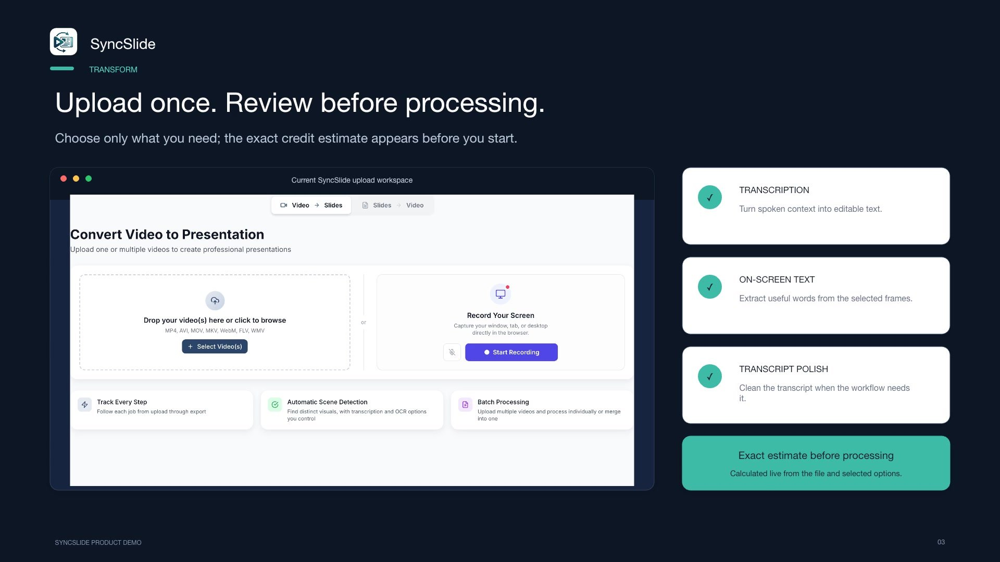 SyncSlide
TRANSFORM
Upload once. Review before processing.
Choose only what you need; the exact credit estimate appears before you start.
Current SyncSlide upload workspace
Video → Slides
Slides → Video
Convert Video to Presentation
Upload one or multiple videos to create professional presentations
Drop your video(s) here or click to browse
MP4, AVI, MOV, MKV, WebM, FLV, WMV
+ Select Video(s)
or
Record Your Screen
Capture your window, tab, or desktop
directly in the browser.
Start Recording
Track Every Step
Follow each job from upload through export
Automatic Scene Detection
Find distinct visuals, with transcription and OCR options
you control
Batch Processing
Upload multiple videos and process individually or merge
into one
✓
TRANSCRIPTION
Turn spoken context into editable text.
✓
ON-SCREEN TEXT
Extract useful words from the selected frames.
✓
TRANSCRIPT POLISH
Clean the transcript when the workflow needs
it.
Exact estimate before processing
Calculated live from the file and selected options.
SYNCSLIDE PRODUCT DEMO
03